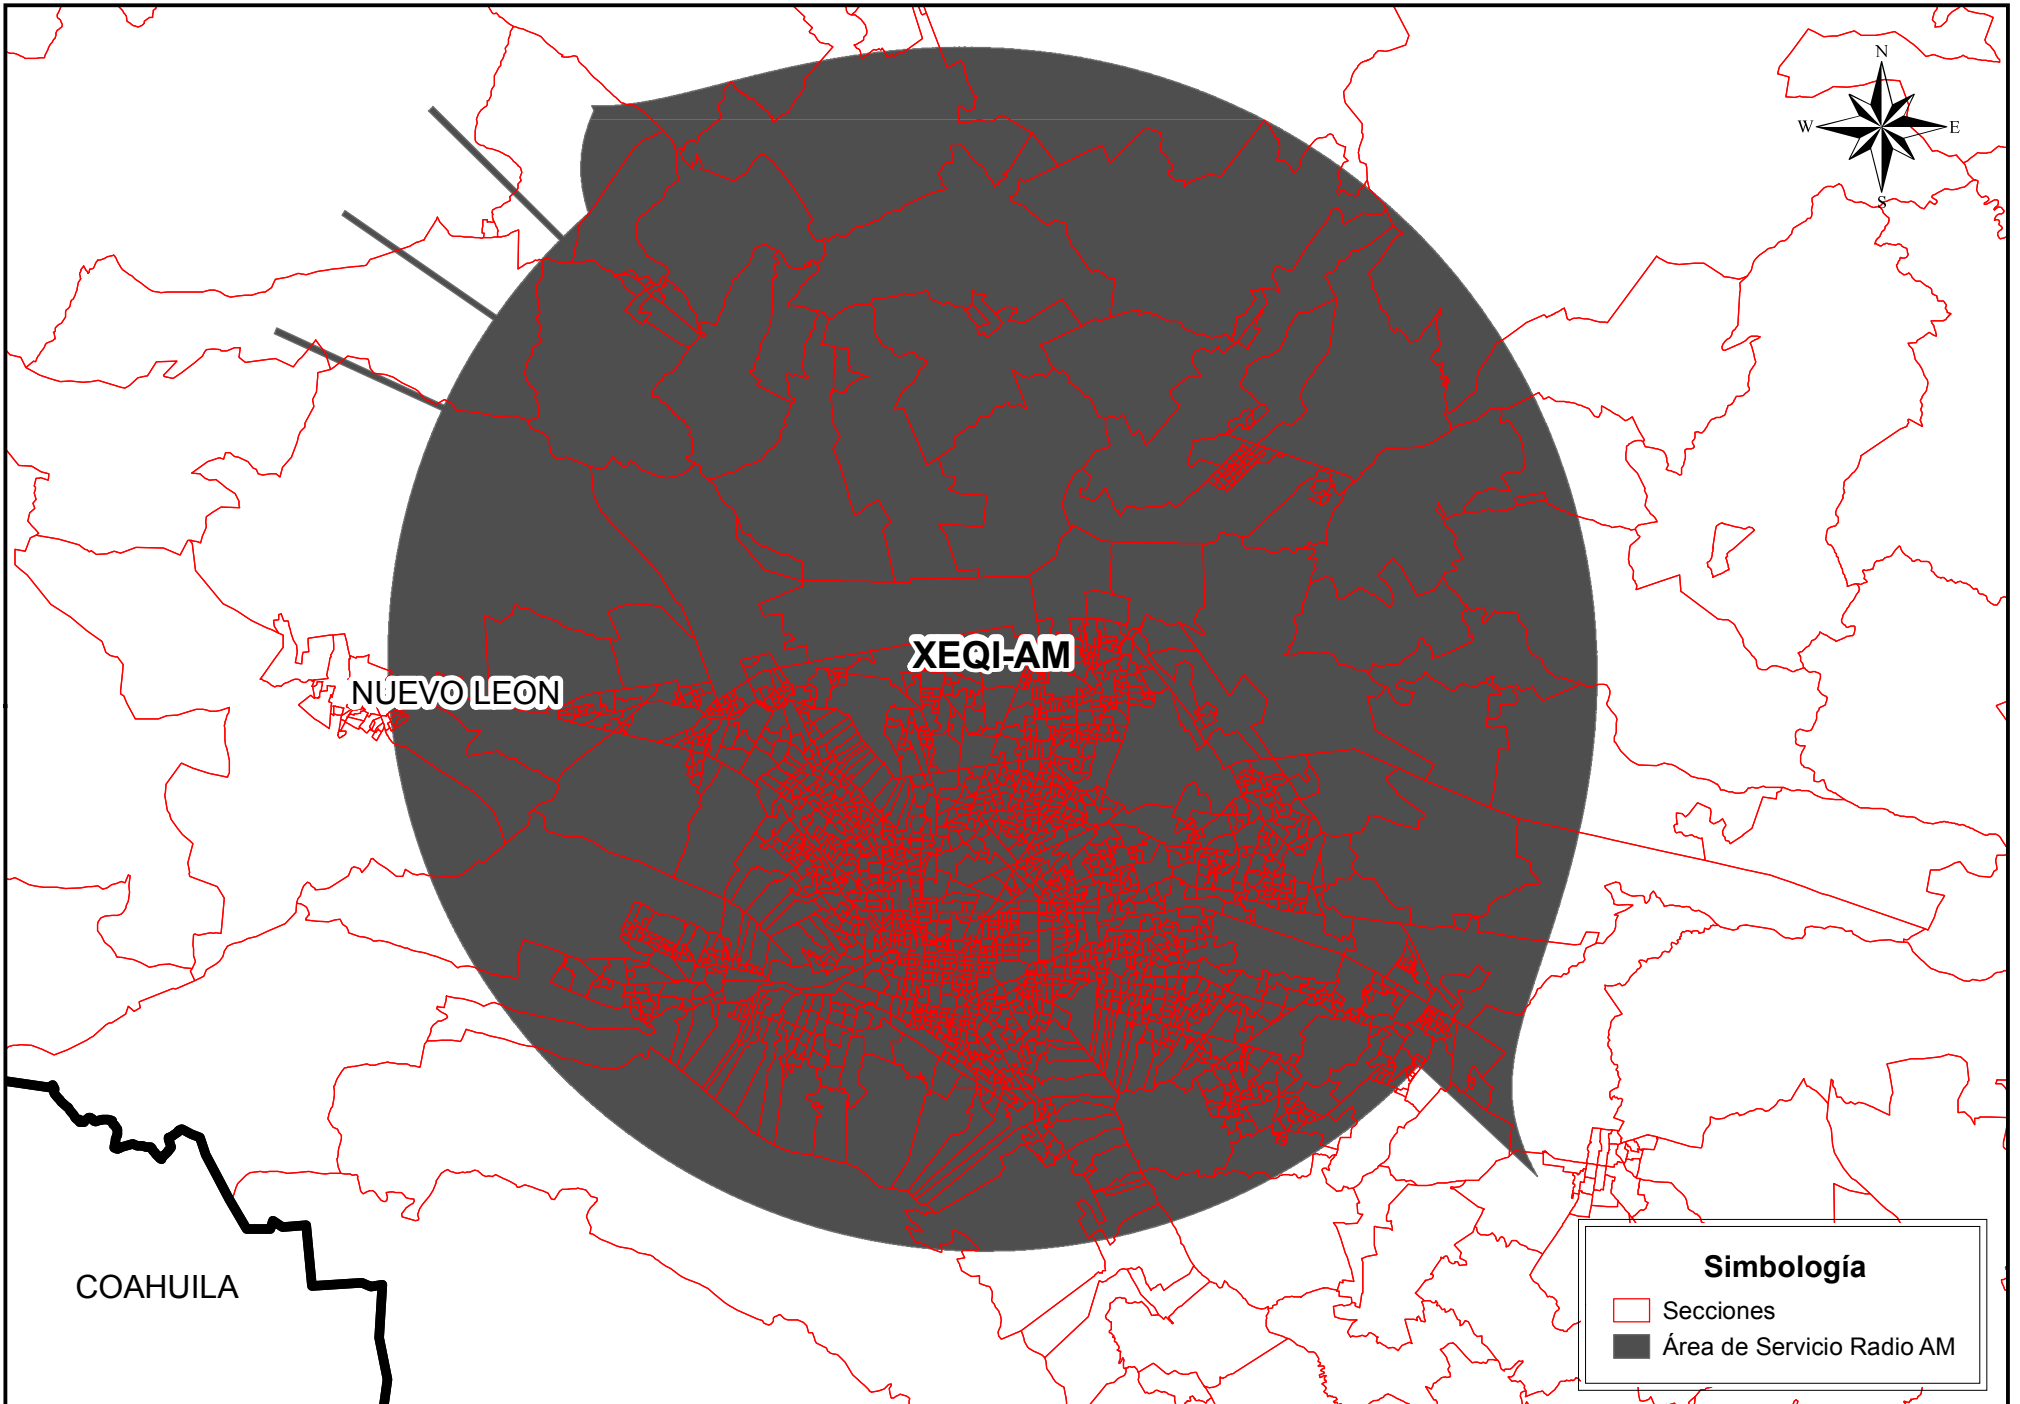 N
W E
S
XEQI-AM
NUEVO LEON
COAHUILA
Simbología
Secciones
Área de Servicio Radio AM